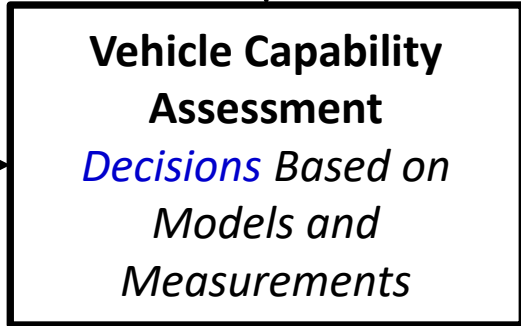 Vehicle Capability
Assessment
Decisions Based on
Models and
Measurements